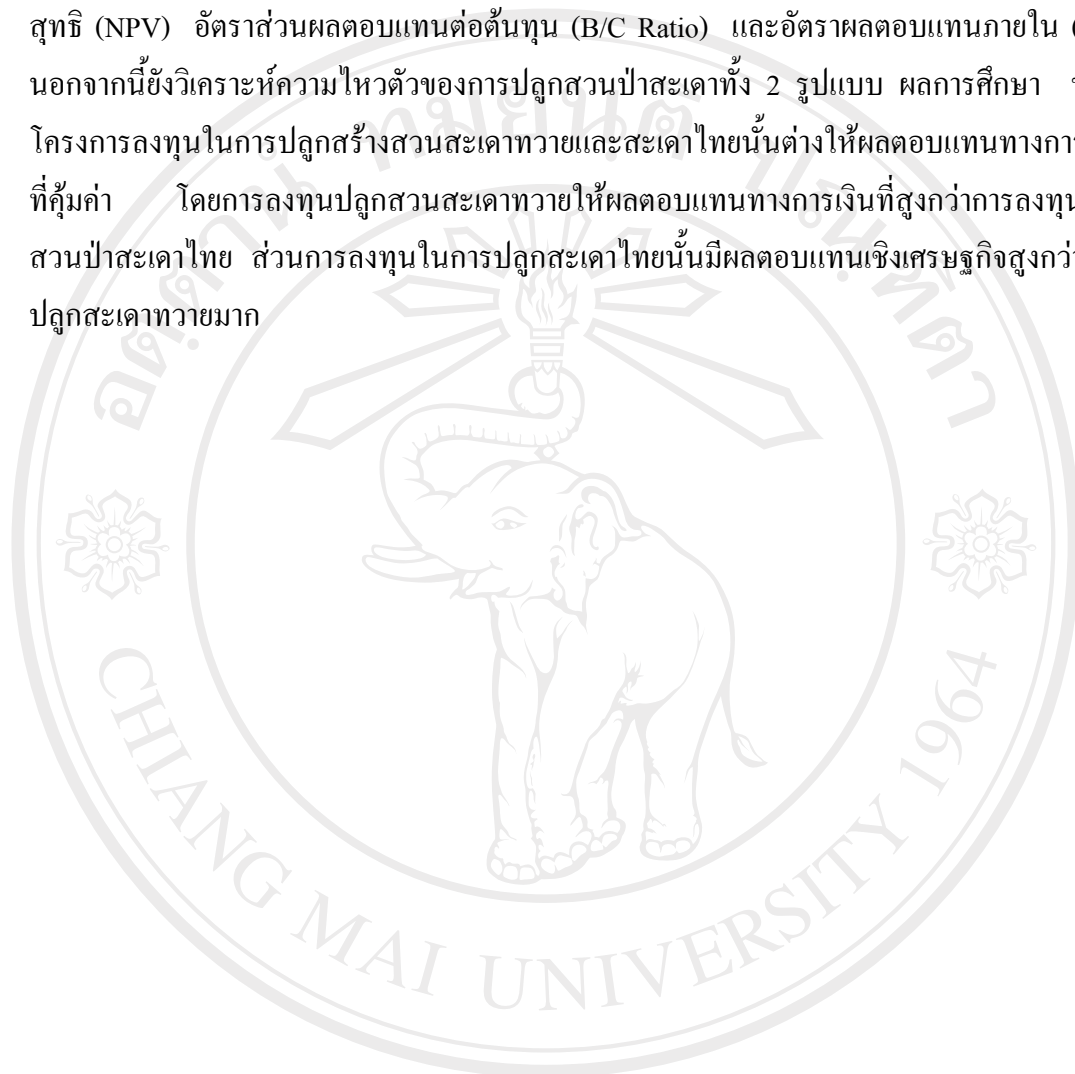 สุทธิ (NPV) อัตราส่วนผลตอบแทนต่อต้นทุน (B/C Ratio) และอัตราผลตอบแทนภายใน (
นอกจากนี้ยังวิเคราะห์ความไหวตัวของการปลูกสวนป่าสะเดาทั้ง 2 รูปแบบ ผลการศึกษา
โครงการลงทุนในการปลูกสร้างสวนสะเดาทวายและสะเดาไทยนั้นต่างให้ผลตอบแทนทางการ
ที่คุ้มค่า โดยการลงทุนปลูกสวนสะเดาทวายให้ผลตอบแทนทางการเงินที่สูงกว่าการลงทุน
สวนป่าสะเดาไทย ส่วนการลงทุนในการปลูกสะเดาไทยนั้นมีผลตอบแทนเชิงเศรษฐกิจสูงกว่
ปลูกสะเดาทวายมาก
อตฺตานํ ทมยนฺติ ปณฺฑิตา
CHIANG MAI UNIVERSITY 1964